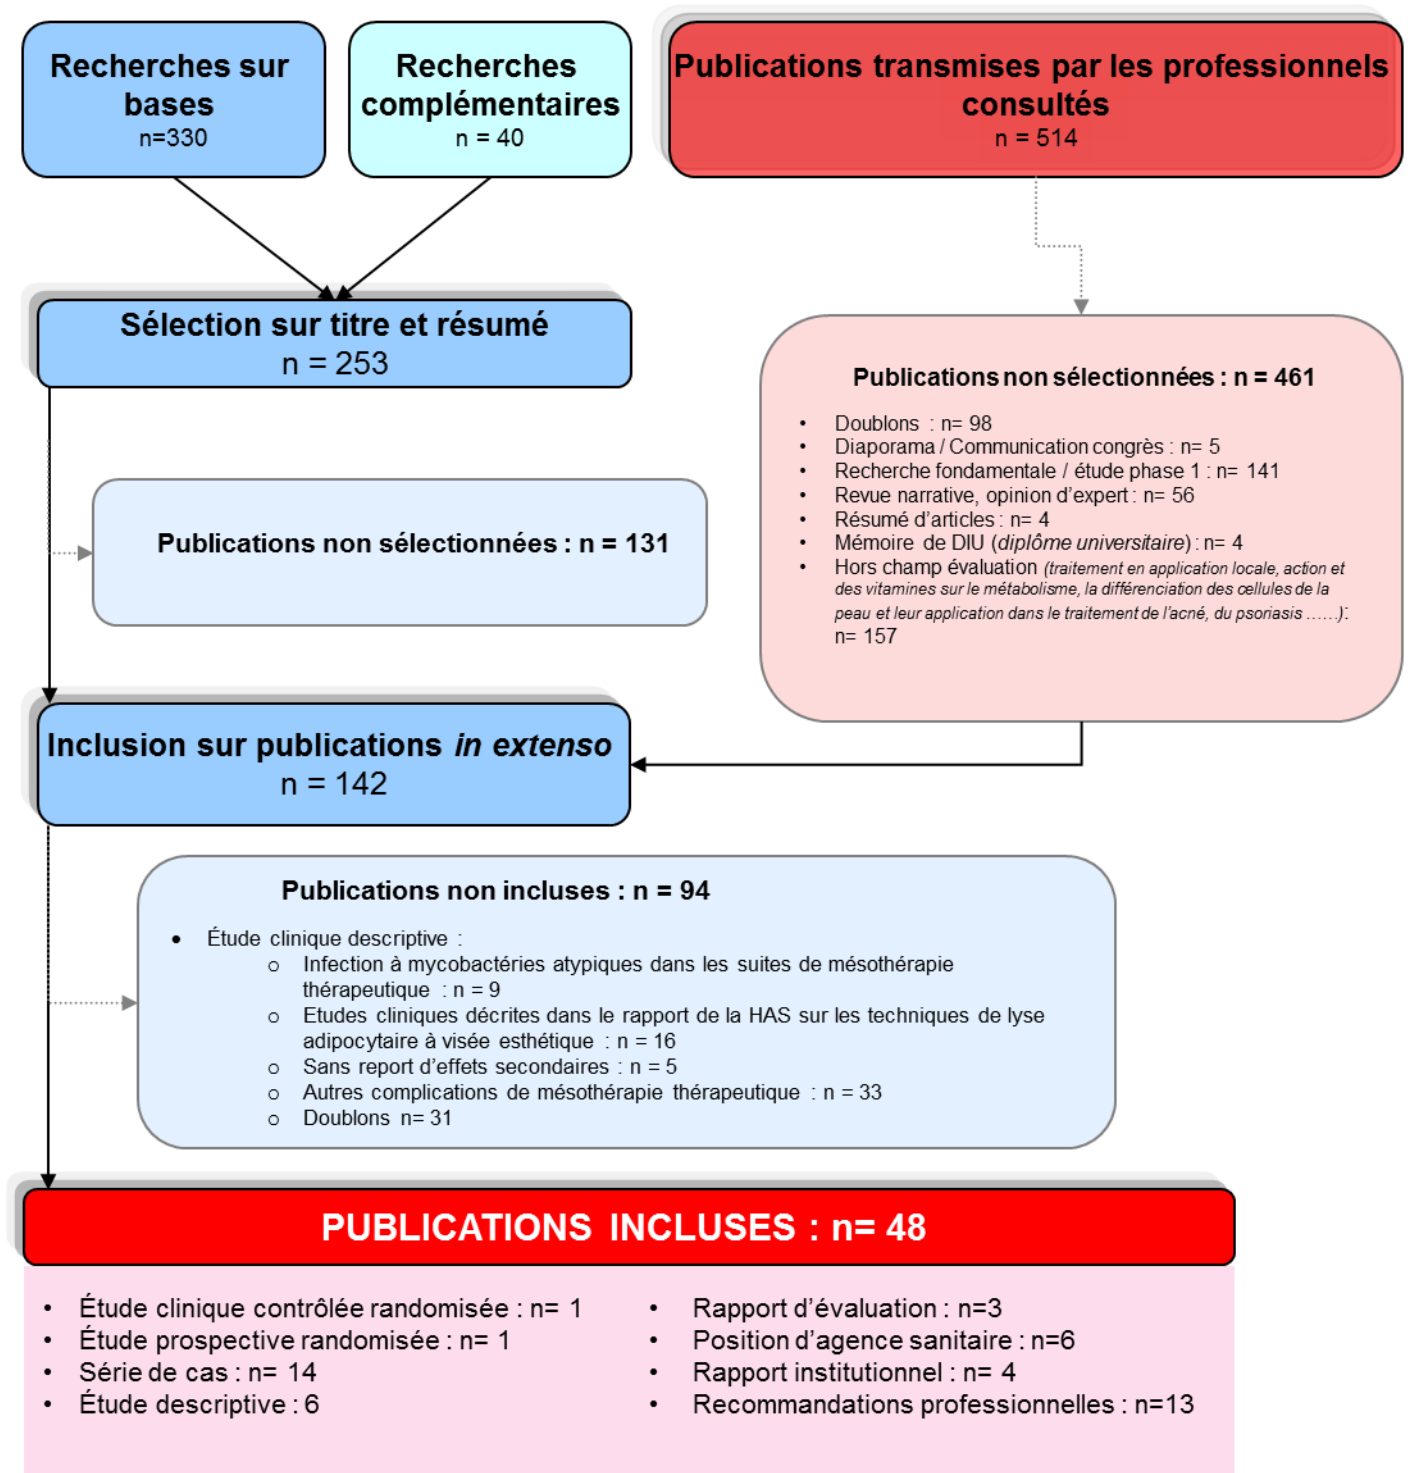 Recherches sur
bases
n=330
Recherches
complémentaires
n = 40
Publications transmises par les professionnels
consultés
n = 514
Sélection sur titre et résumé
n = 253
Publications non sélectionnées : n = 461
• Doublons : n= 98
• Diaporama / Communication congrès : n= 5
• Recherche fondamentale / étude phase 1 : n= 141
• Revue narrative, opinion d’expert : n= 56
• Résumé d’articles : n= 4
• Mémoire de DIU (diplôme universitaire) : n= 4
• Hors champ évaluation (traitement en application locale, action et
des vitamines sur le métabolisme, la différenciation des cellules de la
peau et leur application dans le traitement de l’acné, du psoriasis ……):
n= 157
Publications non sélectionnées : n = 131
Inclusion sur publications in extenso
n = 142
Publications non incluses : n = 94
• Étude clinique descriptive :
o Infection à mycobactéries atypiques dans les suites de mésothérapie
thérapeutique : n = 9
o Etudes cliniques décrites dans le rapport de la HAS sur les techniques de lyse
adipocytaire à visée esthétique : n = 16
o Sans report d’effets secondaires : n = 5
o Autres complications de mésothérapie thérapeutique : n = 33
o Doublons n= 31
PUBLICATIONS INCLUSES : n= 48
• Étude clinique contrôlée randomisée : n= 1
• Étude prospective randomisée : n= 1
• Série de cas : n= 14
• Étude descriptive : 6
• Rapport d’évaluation : n=3
• Position d’agence sanitaire : n=6
• Rapport institutionnel : n= 4
• Recommandations professionnelles : n=13